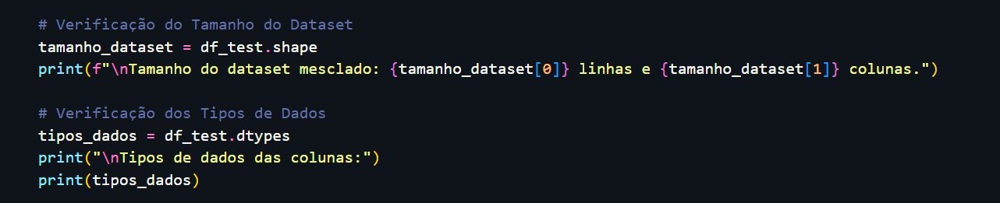 # Verificação do Tamanho do Dataset
tamanho_dataset = df_test.shape
print(f"\nTamanho do dataset mesclado: {tamanho_dataset[0]} linhas e {tamanho_dataset[1]} colunas.")
# Verificação dos Tipos de Dados
tipos_dados = df_test.dtypes
print("\nTipos de dados das colunas:")
print(tipos_dados)